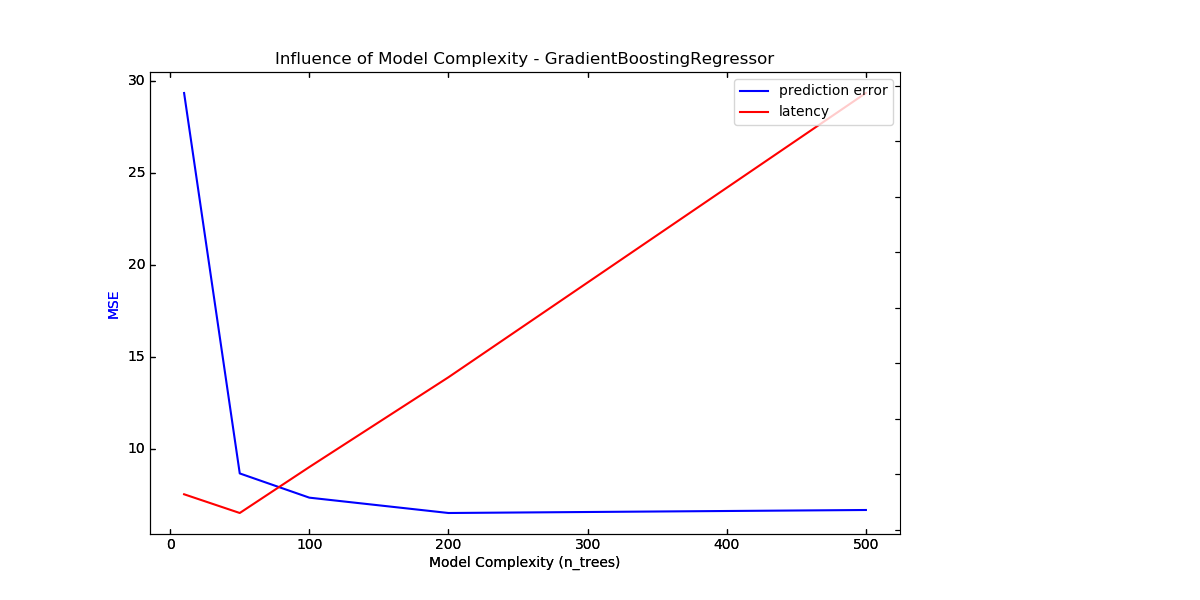 Influence of Model Complexity - GradientBoostingRegressor
prediction error
latency
30
25
20
15
10
MSE
0 100 200 300 400 500
Model Complexity (n_trees)